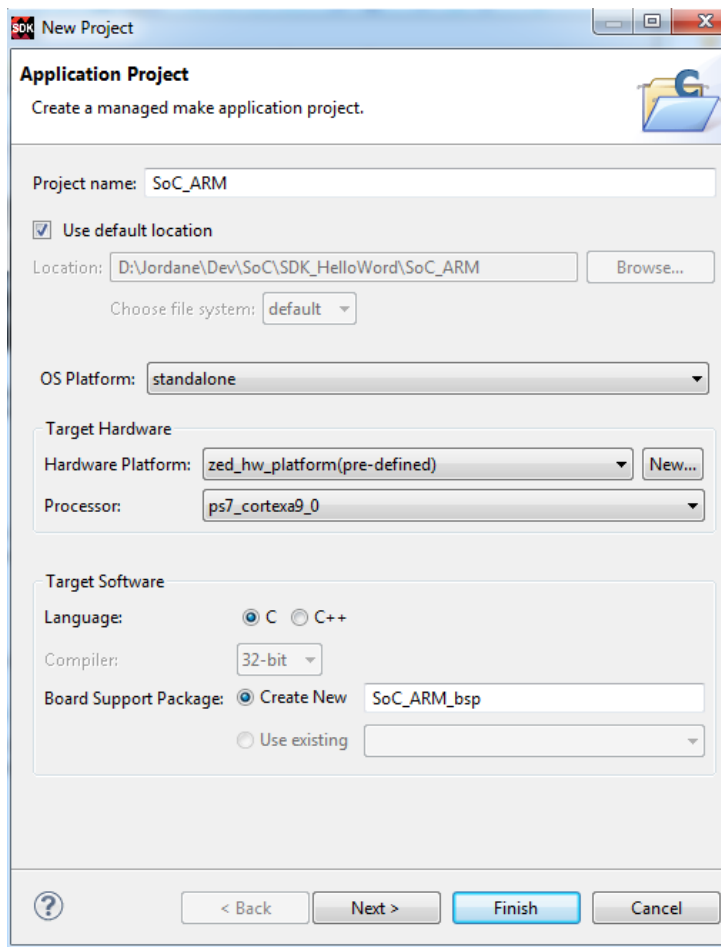 SDK New Project
Application Project
Create a managed make application project.
C
Project name: SoC_ARM
Use default location
Location: D:\Jordane\Dev\SoC\SDK_HelloWord\SoC_ARM Browse...
Choose file system: default
OS Platform: standalone
Target Hardware
Hardware Platform: zed_hw_platform(pre-defined) New...
Processor: ps7_cortexa9_0
Target Software
Language: C C++
Compiler: 32-bit
Board Support Package: Create New SoC_ARM_bsp
Use existing
? < Back Next > Finish Cancel